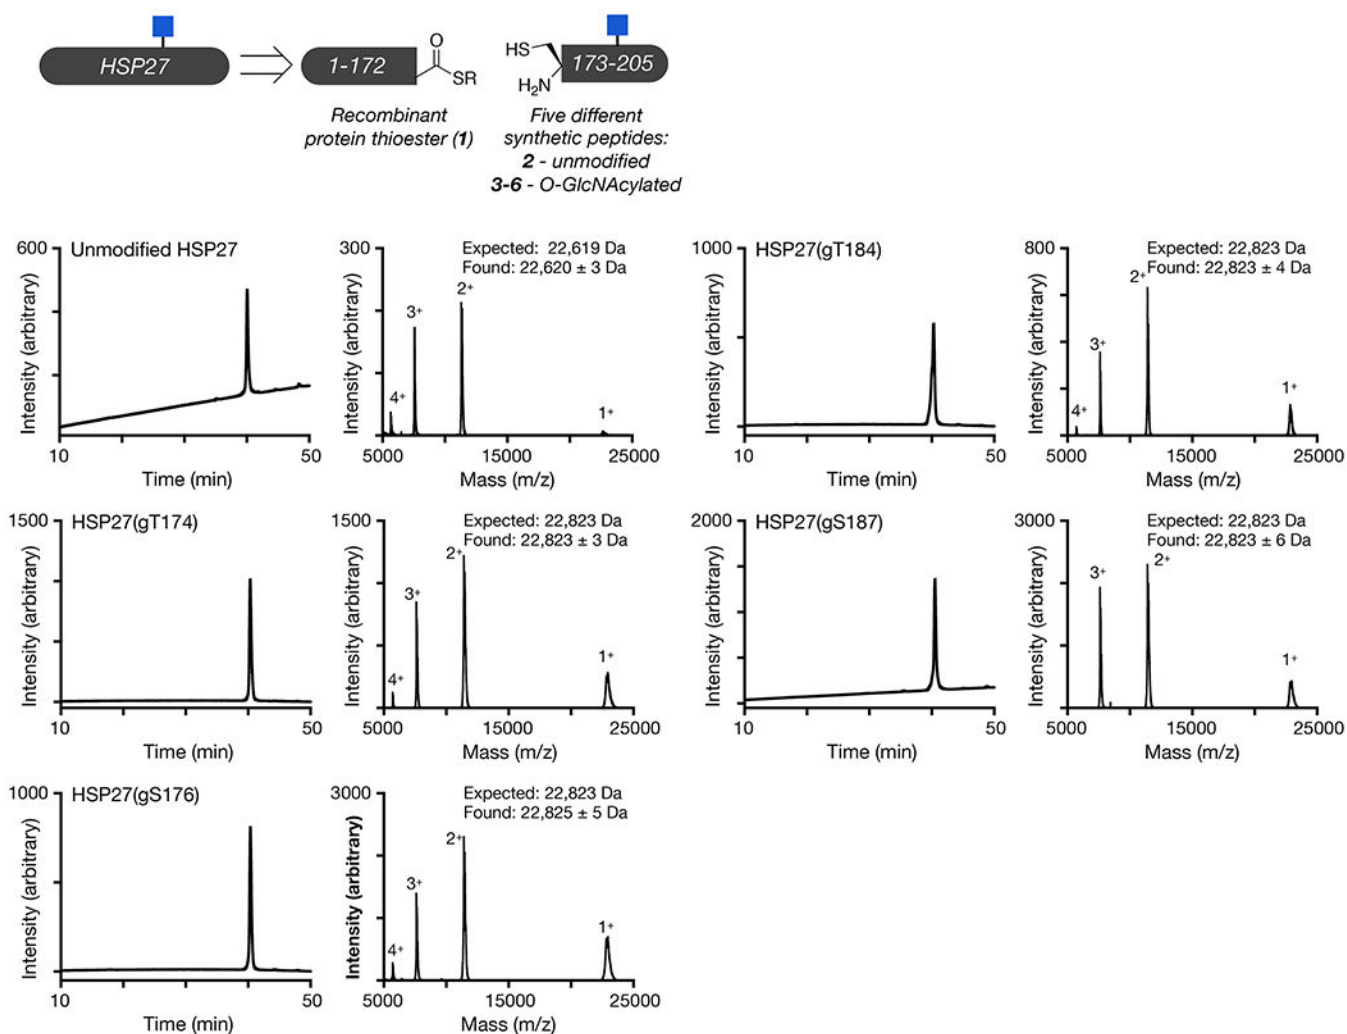 HSP27
1-172
O
SR
HS
H₂N
173-205
Recombinant
protein thioester (1)
Five different
synthetic peptides:
2 - unmodified
3-6 - O-GlcNAcylated
Unmodified HSP27
600
Intensity (arbitrary)
10
50
Time (min)
300
Intensity (arbitrary)
Expected: 22,619 Da
Found: 22,620 ± 3 Da
4⁺
3⁺
2⁺
1⁺
5000
15000
25000
Mass (m/z)
HSP27(gT184)
1000
Intensity (arbitrary)
10
50
Time (min)
800
Intensity (arbitrary)
Expected: 22,823 Da
Found: 22,823 ± 4 Da
4⁺
3⁺
2⁺
1⁺
5000
15000
25000
Mass (m/z)
HSP27(gT174)
1500
Intensity (arbitrary)
10
50
Time (min)
1500
Intensity (arbitrary)
Expected: 22,823 Da
Found: 22,823 ± 3 Da
4⁺
3⁺
2⁺
1⁺
5000
15000
25000
Mass (m/z)
HSP27(gS187)
2000
Intensity (arbitrary)
10
50
Time (min)
3000
Intensity (arbitrary)
Expected: 22,823 Da
Found: 22,823 ± 6 Da
3⁺
2⁺
1⁺
5000
15000
25000
Mass (m/z)
HSP27(gS176)
1000
Intensity (arbitrary)
10
50
Time (min)
3000
Intensity (arbitrary)
Expected: 22,823 Da
Found: 22,825 ± 5 Da
4⁺
3⁺
2⁺
1⁺
5000
15000
25000
Mass (m/z)